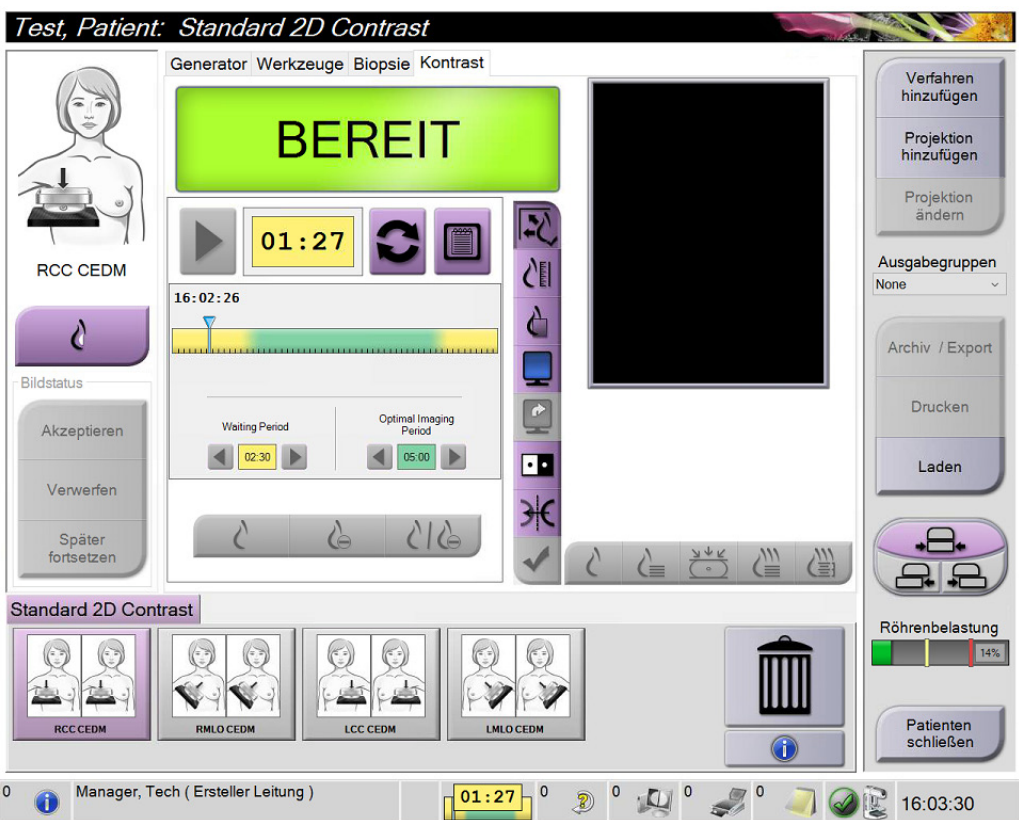 Test, Patient: Standard 2D Contrast
RCC CEDM
Bildstatus
Akzeptieren
Verwerfen
Später
fortsetzen
Generator Werkzeuge Biopsie Kontrast
BEREIT
01:27
16:02:26
Waiting Period
02:30
Optimal Imaging
Period
05:00
Verfahren
hinzufügen
Projektion
hinzufügen
Projektion
ändern
Ausgabegruppen
None
Archiv / Export
Drucken
Laden
Röhrenbelastung
14%
Patienten
schließen
Standard 2D Contrast
RCC CEDM
RMLO CEDM
LCC CEDM
LMLO CEDM
0 Manager, Tech ( Ersteller Leitung ) 01:27 0 0 0 0 16:03:30